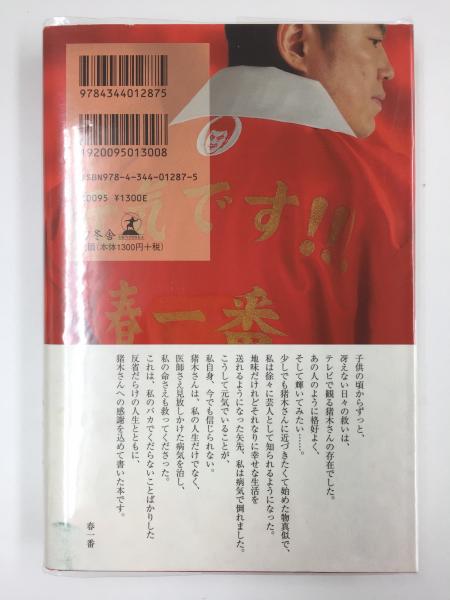 9784344012875
1920095013008
ISBN978-4-344-01287-5
C0095 ¥1300E
冬舎
(本体1300円+税)
気です!!
春一番
子供の頃からずっと、
冴えない日々の救いは、
テレビで観る猪木さんの存在でした。
あの人のように格好よく、
そして輝いてみたい……。
少しでも猪木さんに近づきたくて始めた物真似で、
私は徐々に芸人として知られるようになった。
地味だけれどそれなりに幸せな生活を
送れるようになった矢先、私は病気で倒れました。
こうして元気でいることが、
私自身、今でも信じられない。
猪木さんは、私の人生だけでなく、
医師さえ見放しかけた病気を治し、
私の命さえも救ってくださった。
これは、私のバカでくだらないことばかりした
反省だらけの人生とともに、
猪木さんへの感謝を込めて書いた本です。
春一番